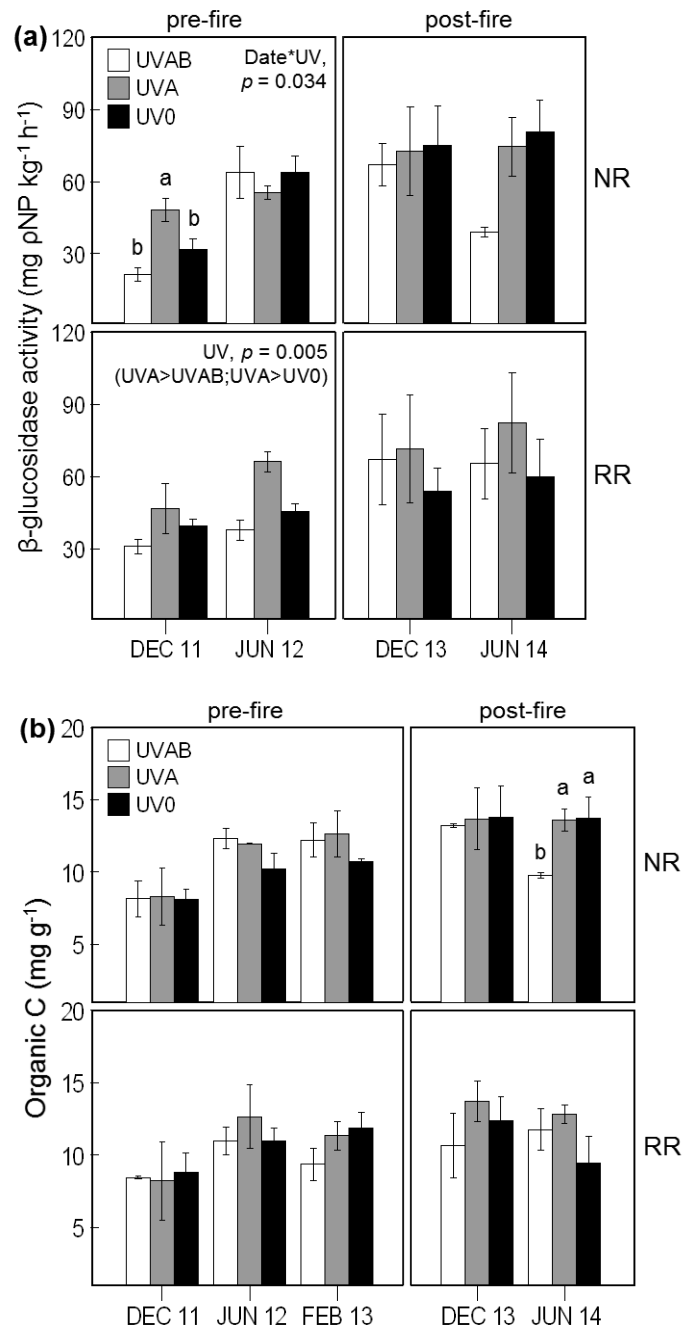 pre-fire post-fire
(a)
120
UVAB
UVA
UV0
Date*UV,
p = 0.034
90
60
30
a
b b
NR
β-glucosidase activity (mg ρNP kg⁻¹ h⁻¹)
120
UV, p = 0.005
(UVA>UVAB;UVA>UV0)
90
60
30
RR
DEC 11 JUN 12 DEC 13 JUN 14
pre-fire post-fire
(b)
20
UVAB
UVA
UV0
15
10
5
a a
b
NR
Organic C (mg g⁻¹)
20
15
10
5
RR
DEC 11 JUN 12 FEB 13 DEC 13 JUN 14